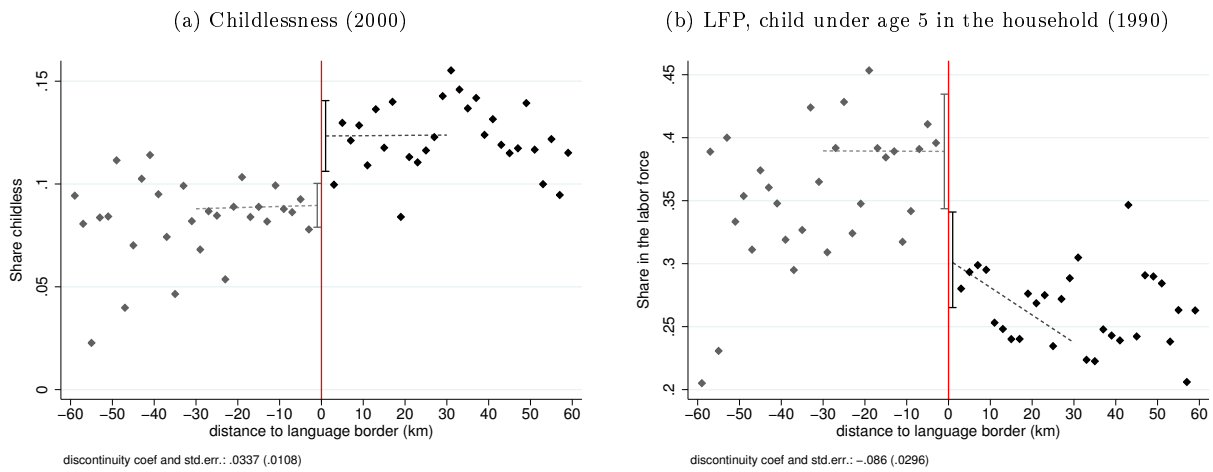 (a) Childlessness (2000)
Share childless
.15
.1
.05
0
−60 −50 −40 −30 −20 −10 0 10 20 30 40 50 60
distance to language border (km)
discontinuity coef and std.err.: .0337 (.0108)
(b) LFP, child under age 5 in the household (1990)
Share in the labor force
.45
.4
.35
.3
.25
.2
−60 −50 −40 −30 −20 −10 0 10 20 30 40 50 60
distance to language border (km)
discontinuity coef and std.err.: −.086 (.0296)